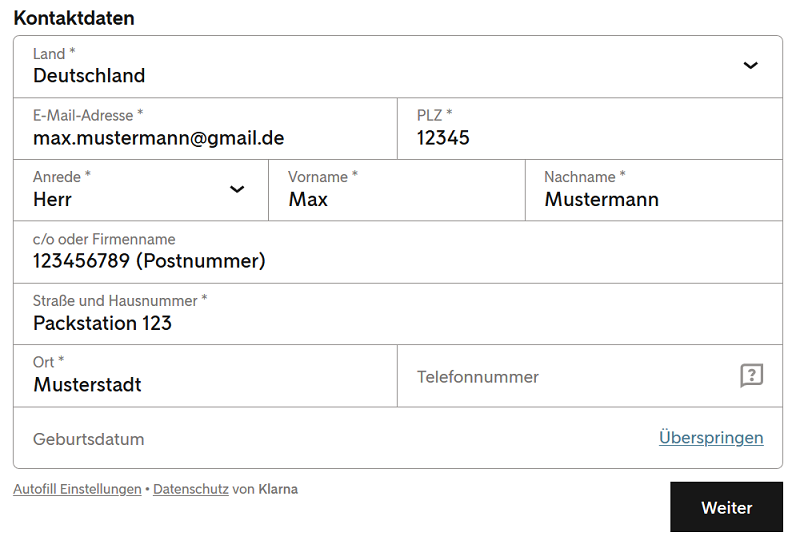 Kontaktdaten
Land *
Deutschland
E-Mail-Adresse * PLZ *
max.mustermann@gmail.de 12345
Anrede * Vorname * Nachname *
Herr Max Mustermann
c/o oder Firmenname
123456789 (Postnummer)
Straße und Hausnummer *
Packstation 123
Ort *
Musterstadt Telefonnummer
Geburtsdatum Überspringen
Autofill Einstellungen • Datenschutz von Klarna
Weiter